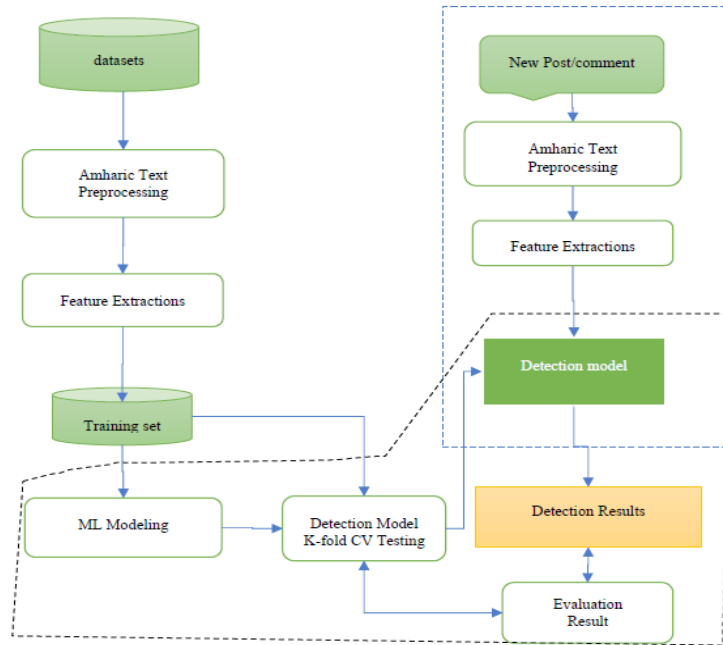 datasets
Amharic Text
Preprocessing
Feature Extractions
Training set
ML Modeling
Detection Model
K-fold CV Testing
New Post/comment
Amharic Text
Preprocessing
Feature Extractions
Detection model
Detection Results
Evaluation
Result